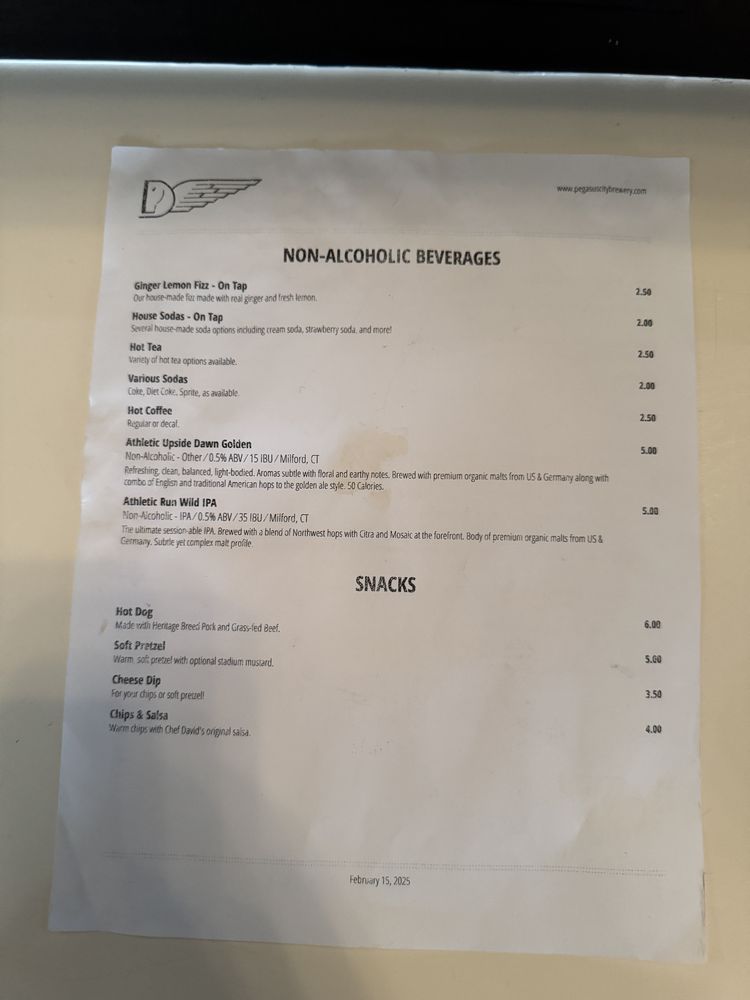 www.pegasuscitybrewery.com
NON-ALCOHOLIC BEVERAGES
Ginger Lemon Fizz - On Tap 2.50
Our house-made fizz made with real ginger and fresh lemon.
House Sodas - On Tap 2.00
Several house-made soda options including cream soda, strawberry soda, and more!
Hot Tea 2.50
Variety of hot tea options available.
Various Sodas 2.00
Coke, Diet Coke, Sprite, as available.
Hot Coffee 2.50
Regular or decaf.
Athletic Upside Dawn Golden 5.00
Non-Alcoholic - Other / 0.5% ABV / 15 IBU / Milford, CT
Refreshing, clean, balanced, light-bodied. Aromas subtle with floral and earthy notes. Brewed with premium organic malts from US & Germany along with
combo of English and traditional American hops to the golden ale style. 50 Calories.
Athletic Run Wild IPA 5.00
Non-Alcoholic - IPA / 0.5% ABV / 35 IBU / Milford, CT
The ultimate session-able IPA. Brewed with a blend of Northwest hops with Citra and Mosaic at the forefront. Body of premium organic malts from US &
Germany. Subtle yet complex malt profile.
SNACKS
Hot Dog 6.00
Made with Heritage Breed Pork and Grass-fed Beef.
Soft Pretzel 5.00
Warm, soft pretzel with optional stadium mustard.
Cheese Dip 3.50
For your chips or soft pretzel!
Chips & Salsa 4.00
Warm chips with Chef David's original salsa.
February 15, 2025